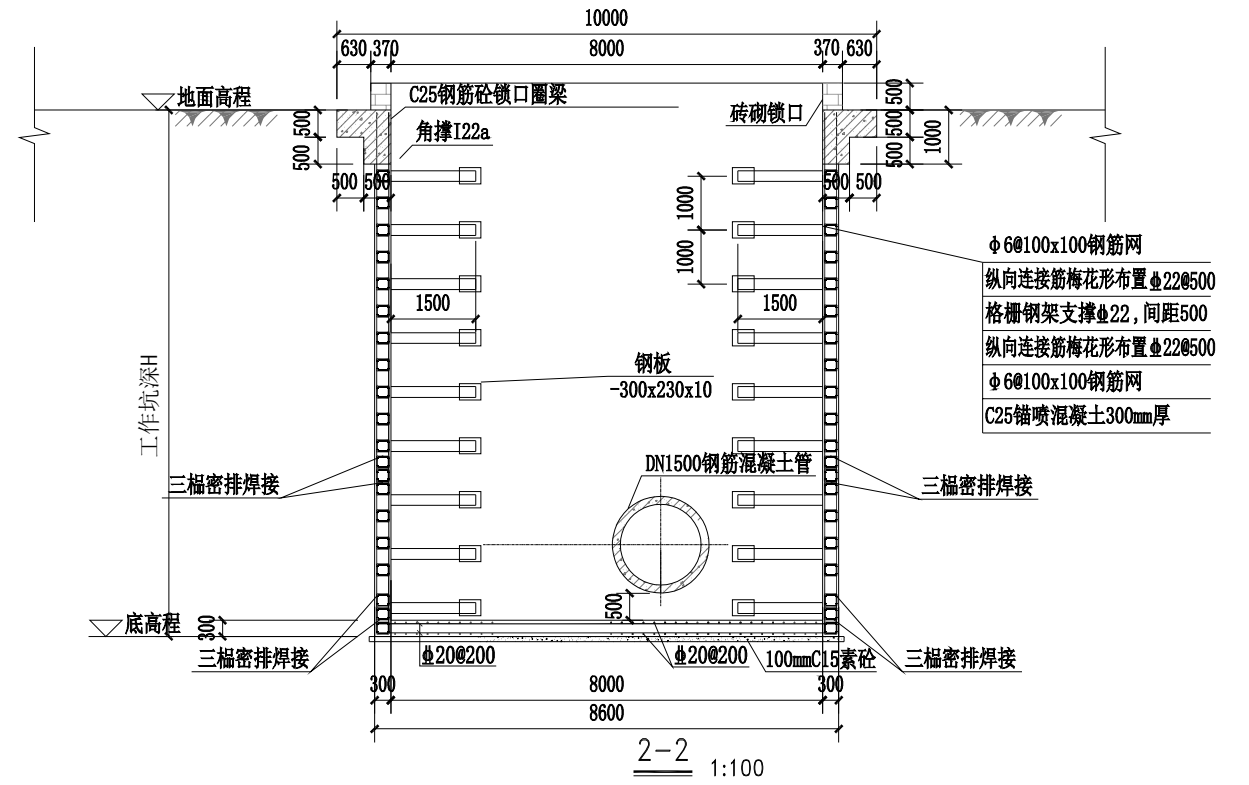 10000
630
370
8000
370
630
地面高程
C25钢筋砼锁口圈梁
砖砌锁口
500
500
500
1000
500
500
角撑I22a
500
500
500
500
1000
1000
1500
1500
ϕ6@100x100钢筋网
纵向连接筋梅花形布置ϕ22@500
格栅钢架支撑ϕ22,间距500
纵向连接筋梅花形布置ϕ22@500
ϕ6@100x100钢筋网
C25锚喷混凝土300mm厚
钢板
-300x230x10
工作坑深H
DN1500钢筋混凝土管
三榀密排焊接
三榀密排焊接
500
底高程
300
三榀密排焊接
ϕ20@200
ϕ20@200
100mmC15素砼
三榀密排焊接
300
8000
300
8600
2-2
1:100